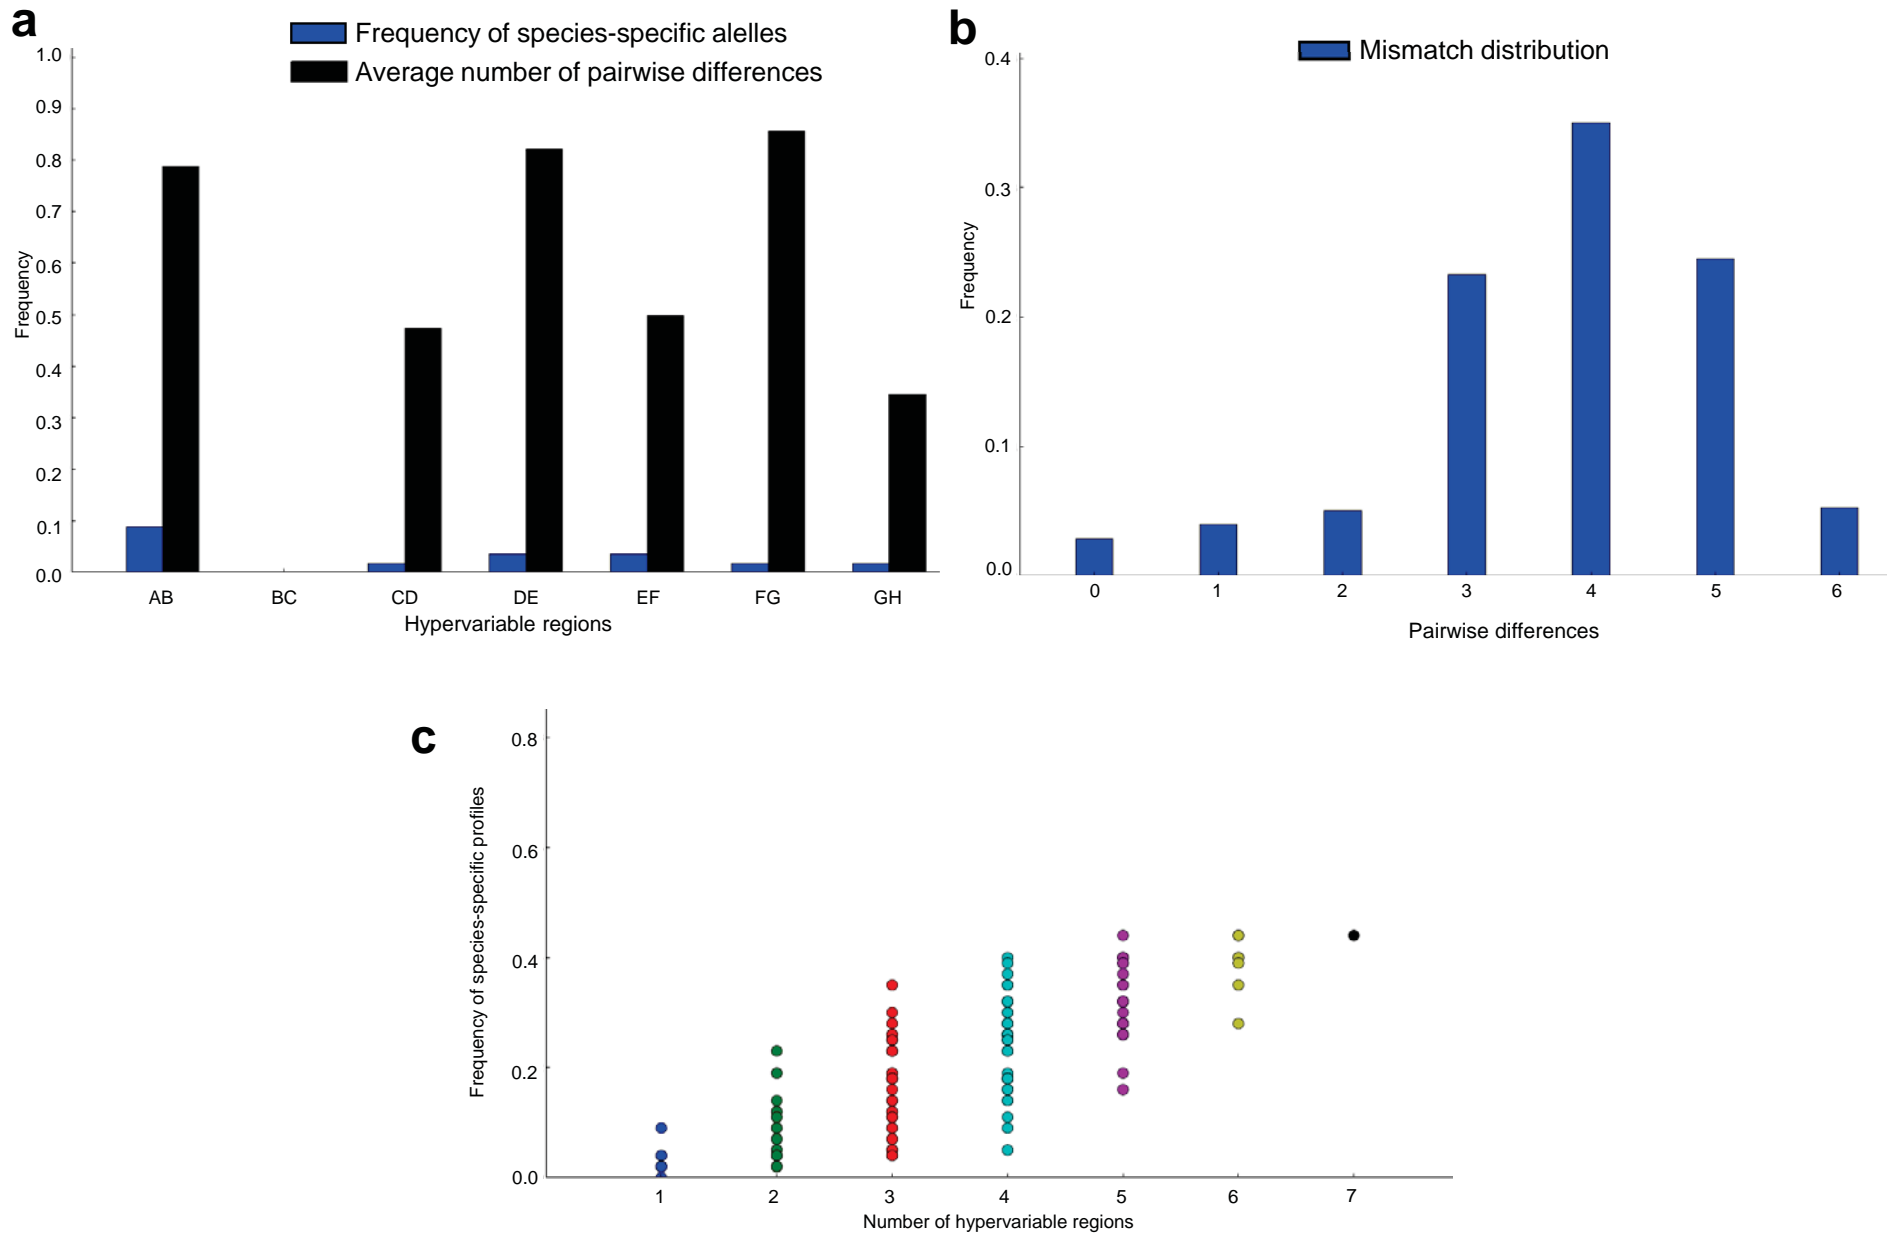 a
Frequency of species-specific alelles
Average number of pairwise differences
1.0
0.9
0.8
0.7
0.6
0.5
0.4
0.3
0.2
0.1
0.0
Frequency
AB BC CD DE EF FG GH
Hypervariable regions
b
Mismatch distribution
0.4
0.3
0.2
0.1
0.0
Frequency
0 1 2 3 4 5 6
Pairwise differences
c
0.8
0.6
0.4
0.2
0.0
Frequency of species-specific profiles
1 2 3 4 5 6 7
Number of hypervariable regions